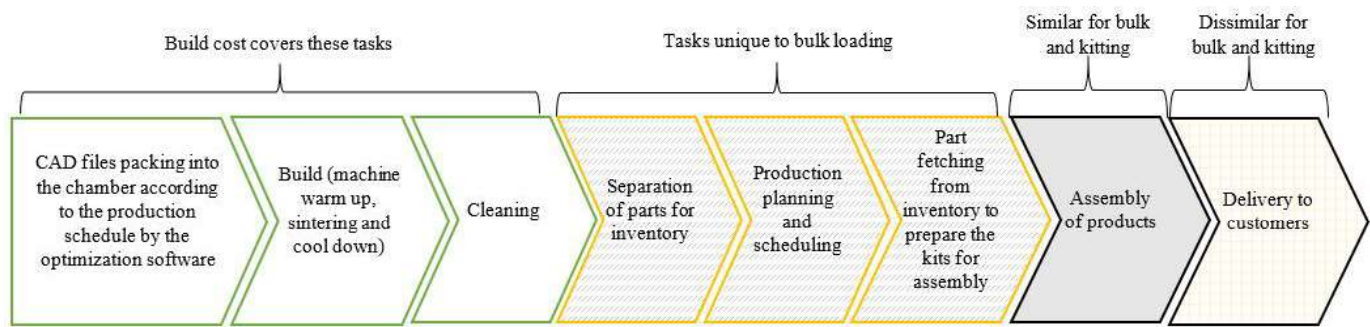 Build cost covers these tasks
Tasks unique to bulk loading
Similar for bulk
and kitting
Dissimilar for
bulk and kitting
CAD files packing into
the chamber according
to the production
schedule by the
optimization software
Build (machine
warm up,
sintering and
cool down)
Cleaning
Separation
of parts for
inventory
Production
planning
and
scheduling
Part
fetching
from
inventory to
prepare the
kits for
assembly
Assembly
of products
Delivery to
customers